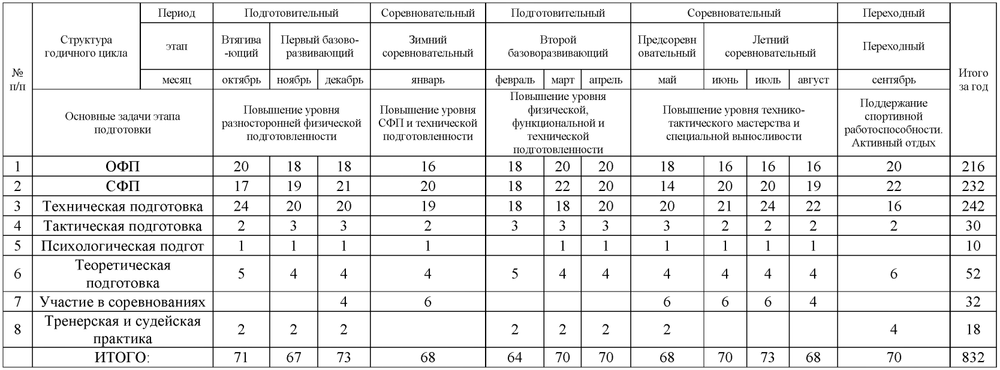 №
п/п
Структура
годичного цикла
Период
Подготовительный
Соревновательный
Подготовительный
Соревновательный
Переходный
Итого
за год
этап
Втягива
-ющий
Первый базово-
развивающий
Зимний
соревновательный
Второй
базоворазвивающий
Предсоревн
овательный
Летний
соревновательный
Переходный
месяц
октябрь
ноябрь
декабрь
январь
февраль
март
апрель
май
июнь
июль
август
сентябрь
Основные задачи этапа
подготовки
Повышение уровня
разносторонней физической
подготовленности
Повышение уровня
СФП и технической
подготовленности
Повышение уровня
физической,
функциональной и
технической
подготовленности
Повышение уровня технико-
тактического мастерства и
специальной выносливости
Поддержание
спортивной
работоспособности.
Активный отдых
1 ОФП 20 18 18 16 18 20 20 18 16 16 16 20 216
2 СФП 17 19 21 20 18 22 20 14 20 20 19 22 232
3 Техническая подготовка 24 20 20 19 18 18 20 20 21 24 22 16 242
4 Тактическая подготовка 2 3 3 2 3 3 3 3 2 2 2 2 30
5 Психологическая подгот 1 1 1 1 1 1 1 1 1 1 10
6 Теоретическая
подготовка 5 4 4 4 5 4 4 4 4 4 4 6 52
7 Участие в соревнованиях 4 6 6 6 6 4 32
8 Тренерская и судейская
практика 2 2 2 2 2 2 2 4 18
ИТОГО: 71 67 73 68 64 70 70 68 70 73 68 70 832